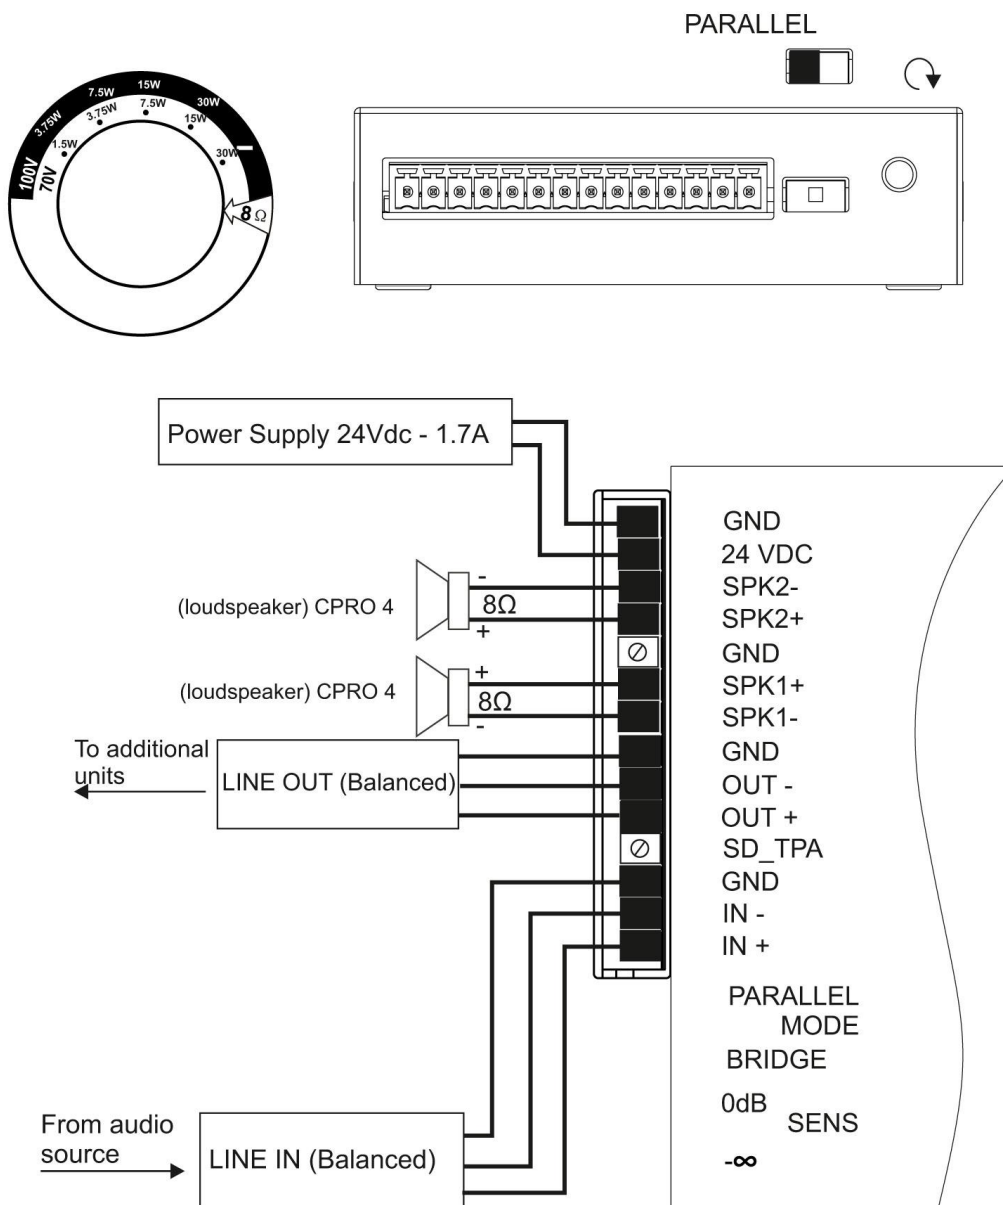 PARALLEL
100V
3.75W
7.5W
15W
30W
70V
1.5W
3.75W
7.5W
15W
30W
8 Ω
Power Supply 24Vdc - 1.7A
GND
24 VDC
(loudspeaker) CPRO 4
-
8Ω
+
SPK2-
SPK2+
GND
(loudspeaker) CPRO 4
+
8Ω
-
SPK1+
SPK1-
To additional
units
LINE OUT (Balanced)
GND
OUT -
OUT +
SD_TPA
GND
IN -
IN +
PARALLEL
MODE
BRIDGE
0dB
SENS
-∞
From audio
source
LINE IN (Balanced)